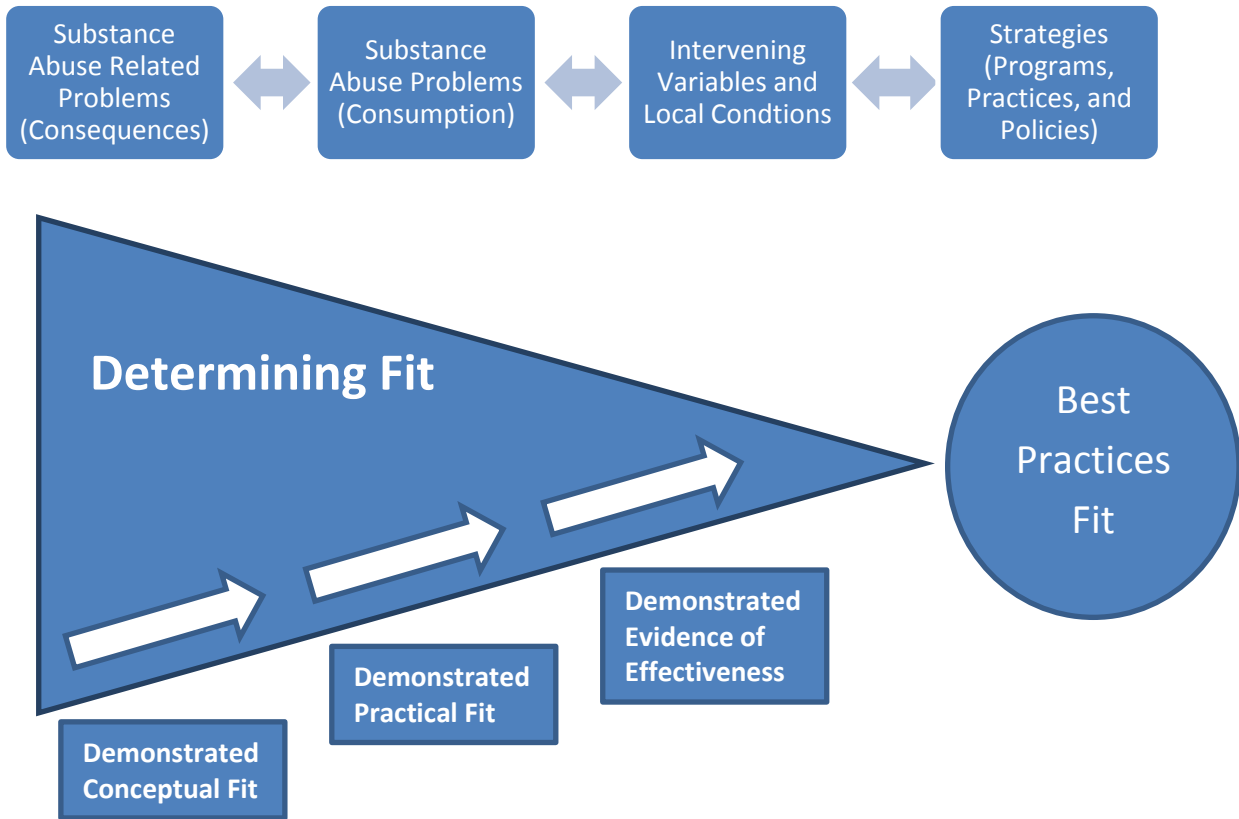 Substance
Abuse Related
Problems
(Consequences)
Substance
Abuse Problems
(Consumption)
Intervening
Variables and
Local Condtions
Strategies
(Programs,
Practices, and
Policies)
Determining Fit
Best
Practices
Fit
Demonstrated
Evidence of
Effectiveness
Demonstrated
Practical Fit
Demonstrated
Conceptual Fit